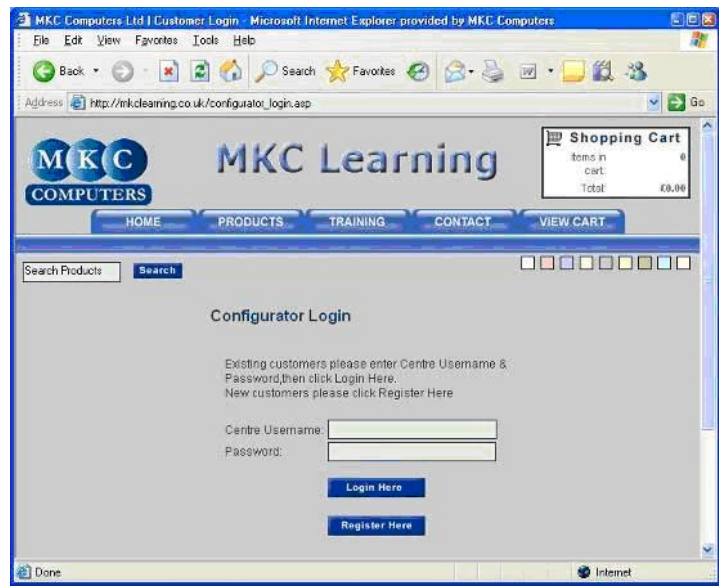 MKC Computers Ltd | Customer Login - Microsoft Internet Explorer provided by MKC Computers
File Edit View Favorites Tools Help
Back Search Favorites
Address http://mkclearning.co.uk/configurator_login.asp Go
MKC COMPUTERS
MKC Learning
Shopping Cart
Items in cart: 0
Total: £0.00
HOME PRODUCTS TRAINING CONTACT VIEW CART
Search Products Search
Configurator Login
Existing customers please enter Centre Username &
Password,then click Login Here.
New customers please click Register Here
Centre Username:
Password:
Login Here
Register Here
Done Internet